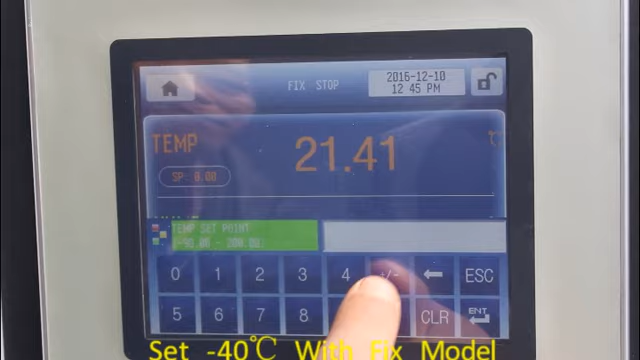 FIX STOP
2016-12-10
12 45 PM
TEMP
21.41
℃
SP: 0.00
TEMP SET POINT
(-90.00 - 200.00)
0 1 2 3 4 +/- ESC
5 6 7 8 CLR ENT
Set -40℃ With Fix Model